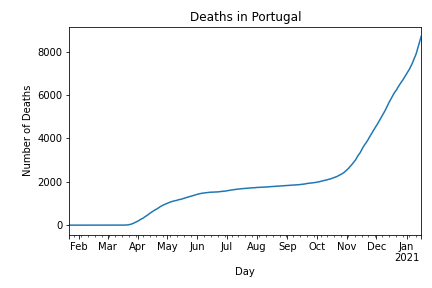 Deaths in Portugal
Number of Deaths
8000
6000
4000
2000
0
Feb Mar Apr May Jun Jul Aug Sep Oct Nov Dec Jan
2021
Day